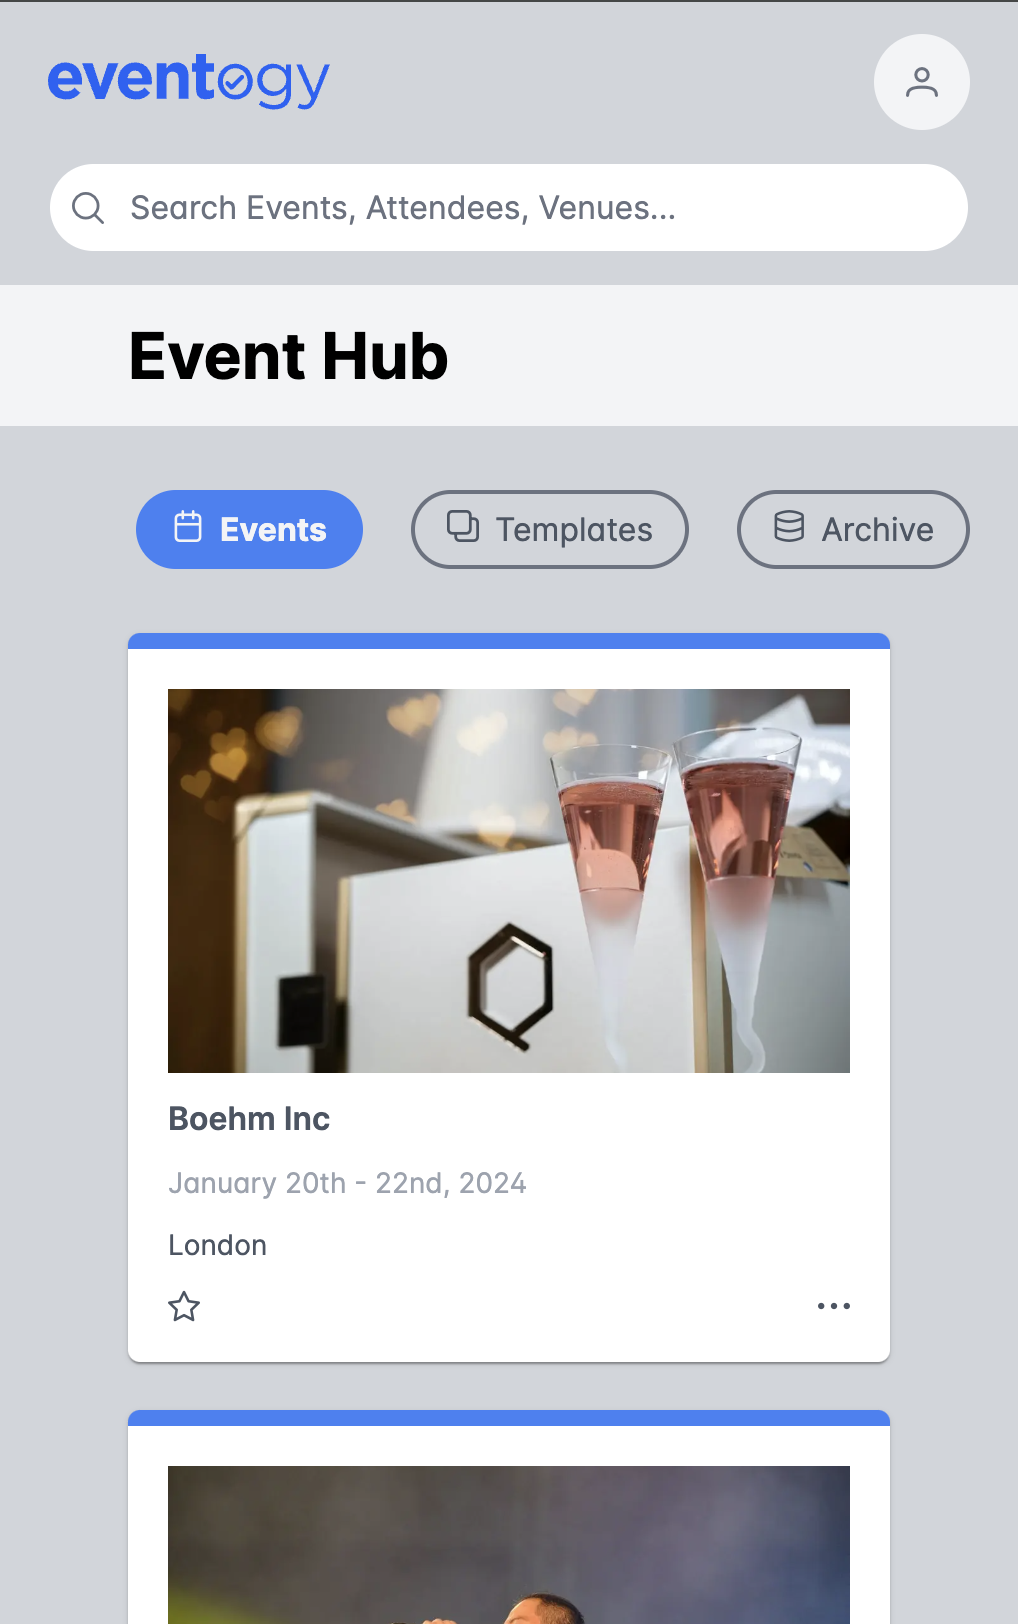 eventogy
Search Events, Attendees, Venues...
Event Hub
Events
Templates
Archive
Q
Boehm Inc
January 20th - 22nd, 2024
London